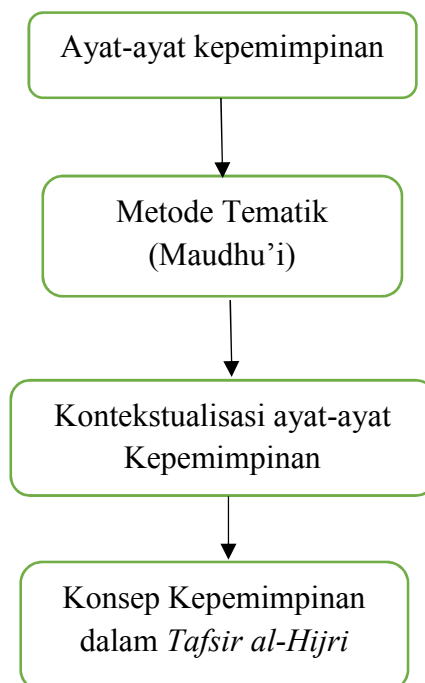 Ayat-ayat kepemimpinan
Metode Tematik
(Maudhu’i)
Kontekstualisasi ayat-ayat
Kepemimpinan
Konsep Kepemimpinan
dalam Tafsir al-Hijri